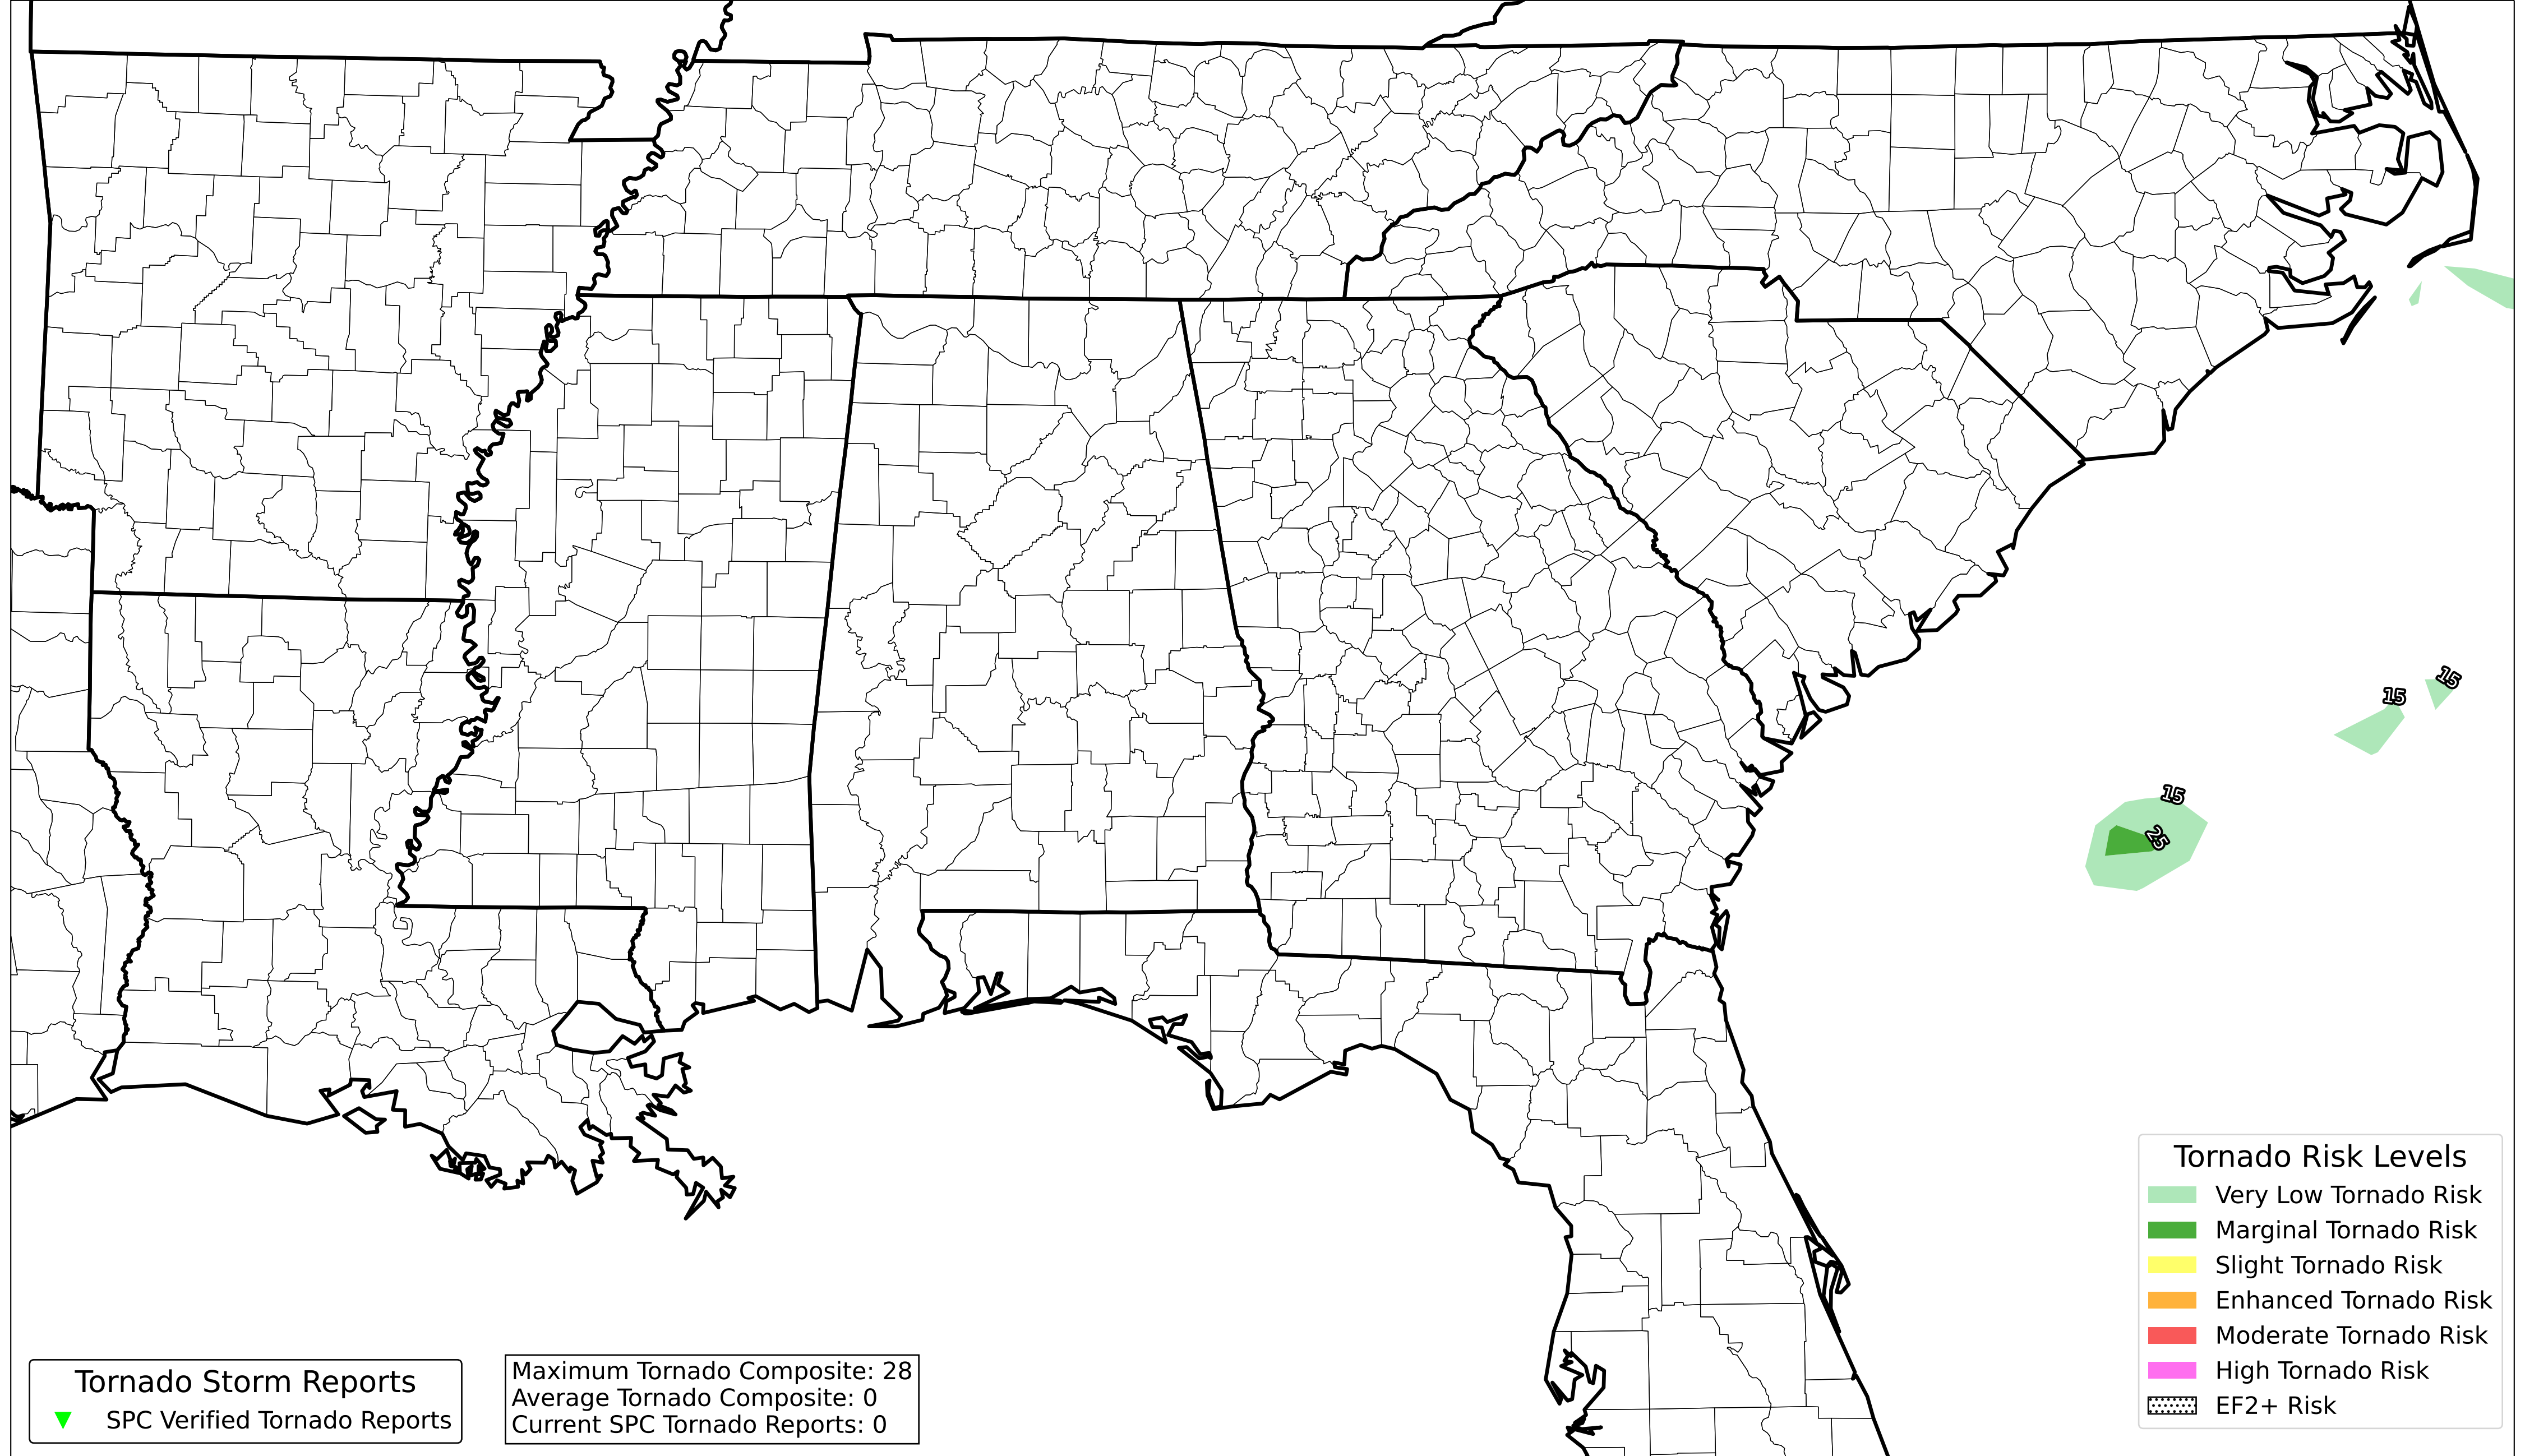 15
15
15
25
Tornado Risk Levels
Very Low Tornado Risk
Marginal Tornado Risk
Slight Tornado Risk
Enhanced Tornado Risk
Moderate Tornado Risk
High Tornado Risk
EF2+ Risk
Tornado Storm Reports
SPC Verified Tornado Reports
Maximum Tornado Composite: 28
Average Tornado Composite: 0
Current SPC Tornado Reports: 0